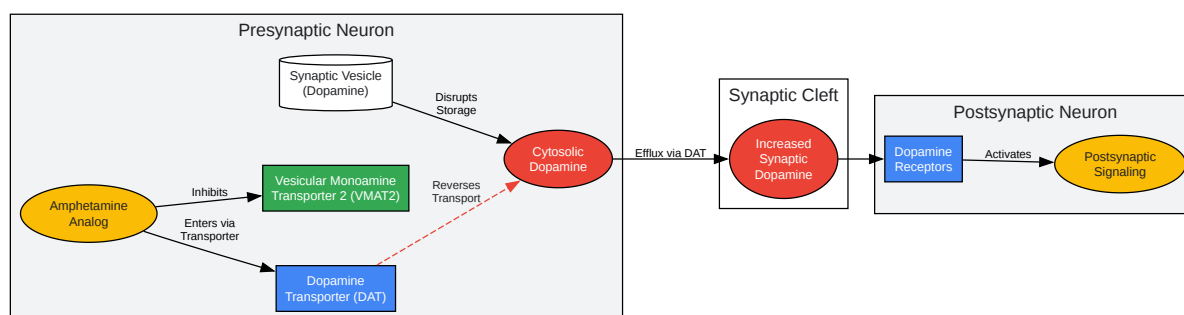 Presynaptic Neuron
Synaptic Vesicle
(Dopamine)
Disrupts
Storage
Cytosolic
Dopamine
Vesicular Monoamine
Transporter 2 (VMAT2)
Inhibits
Amphetamine
Analog
Enters via
Transporter
Reverses
Transport
Dopamine
Transporter (DAT)
Efflux via DAT
Synaptic Cleft
Increased
Synaptic
Dopamine
Postsynaptic Neuron
Dopamine
Receptors
Activates
Postsynaptic
Signaling